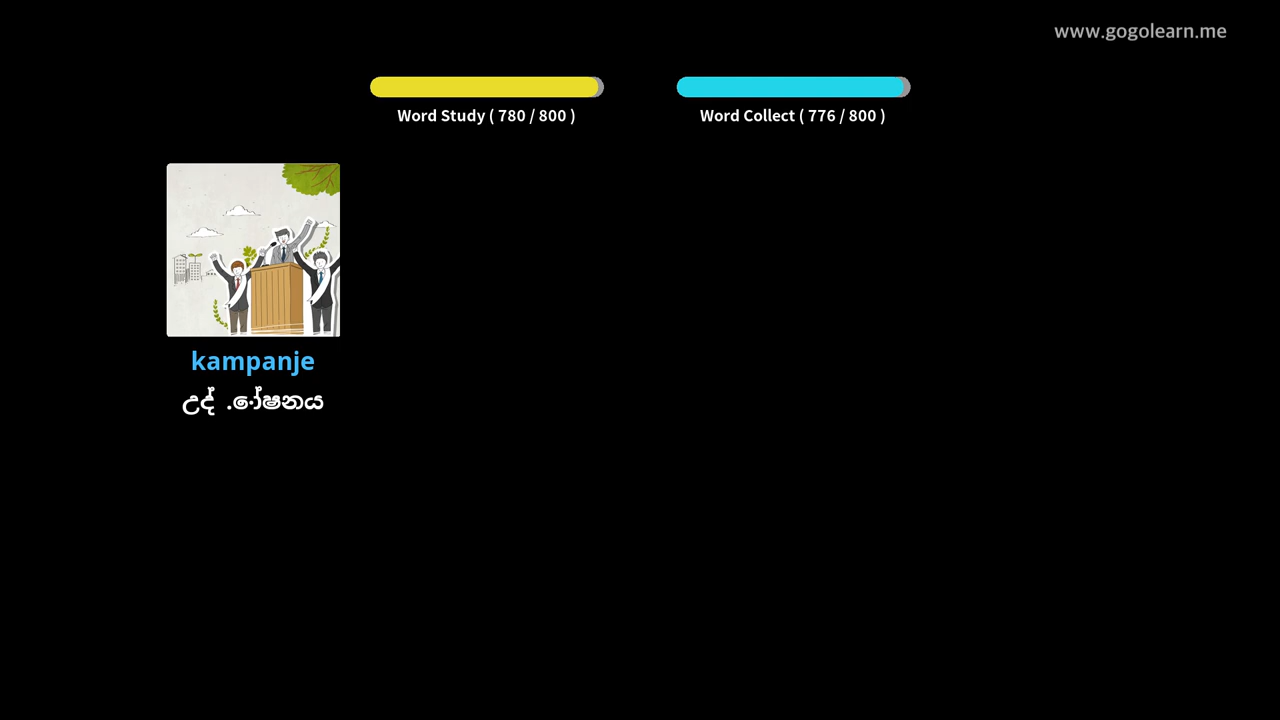 www.gogolearn.me
Word Study ( 780 / 800 )
Word Collect ( 776 / 800 )
kampanje
උද් .ෝෂනය